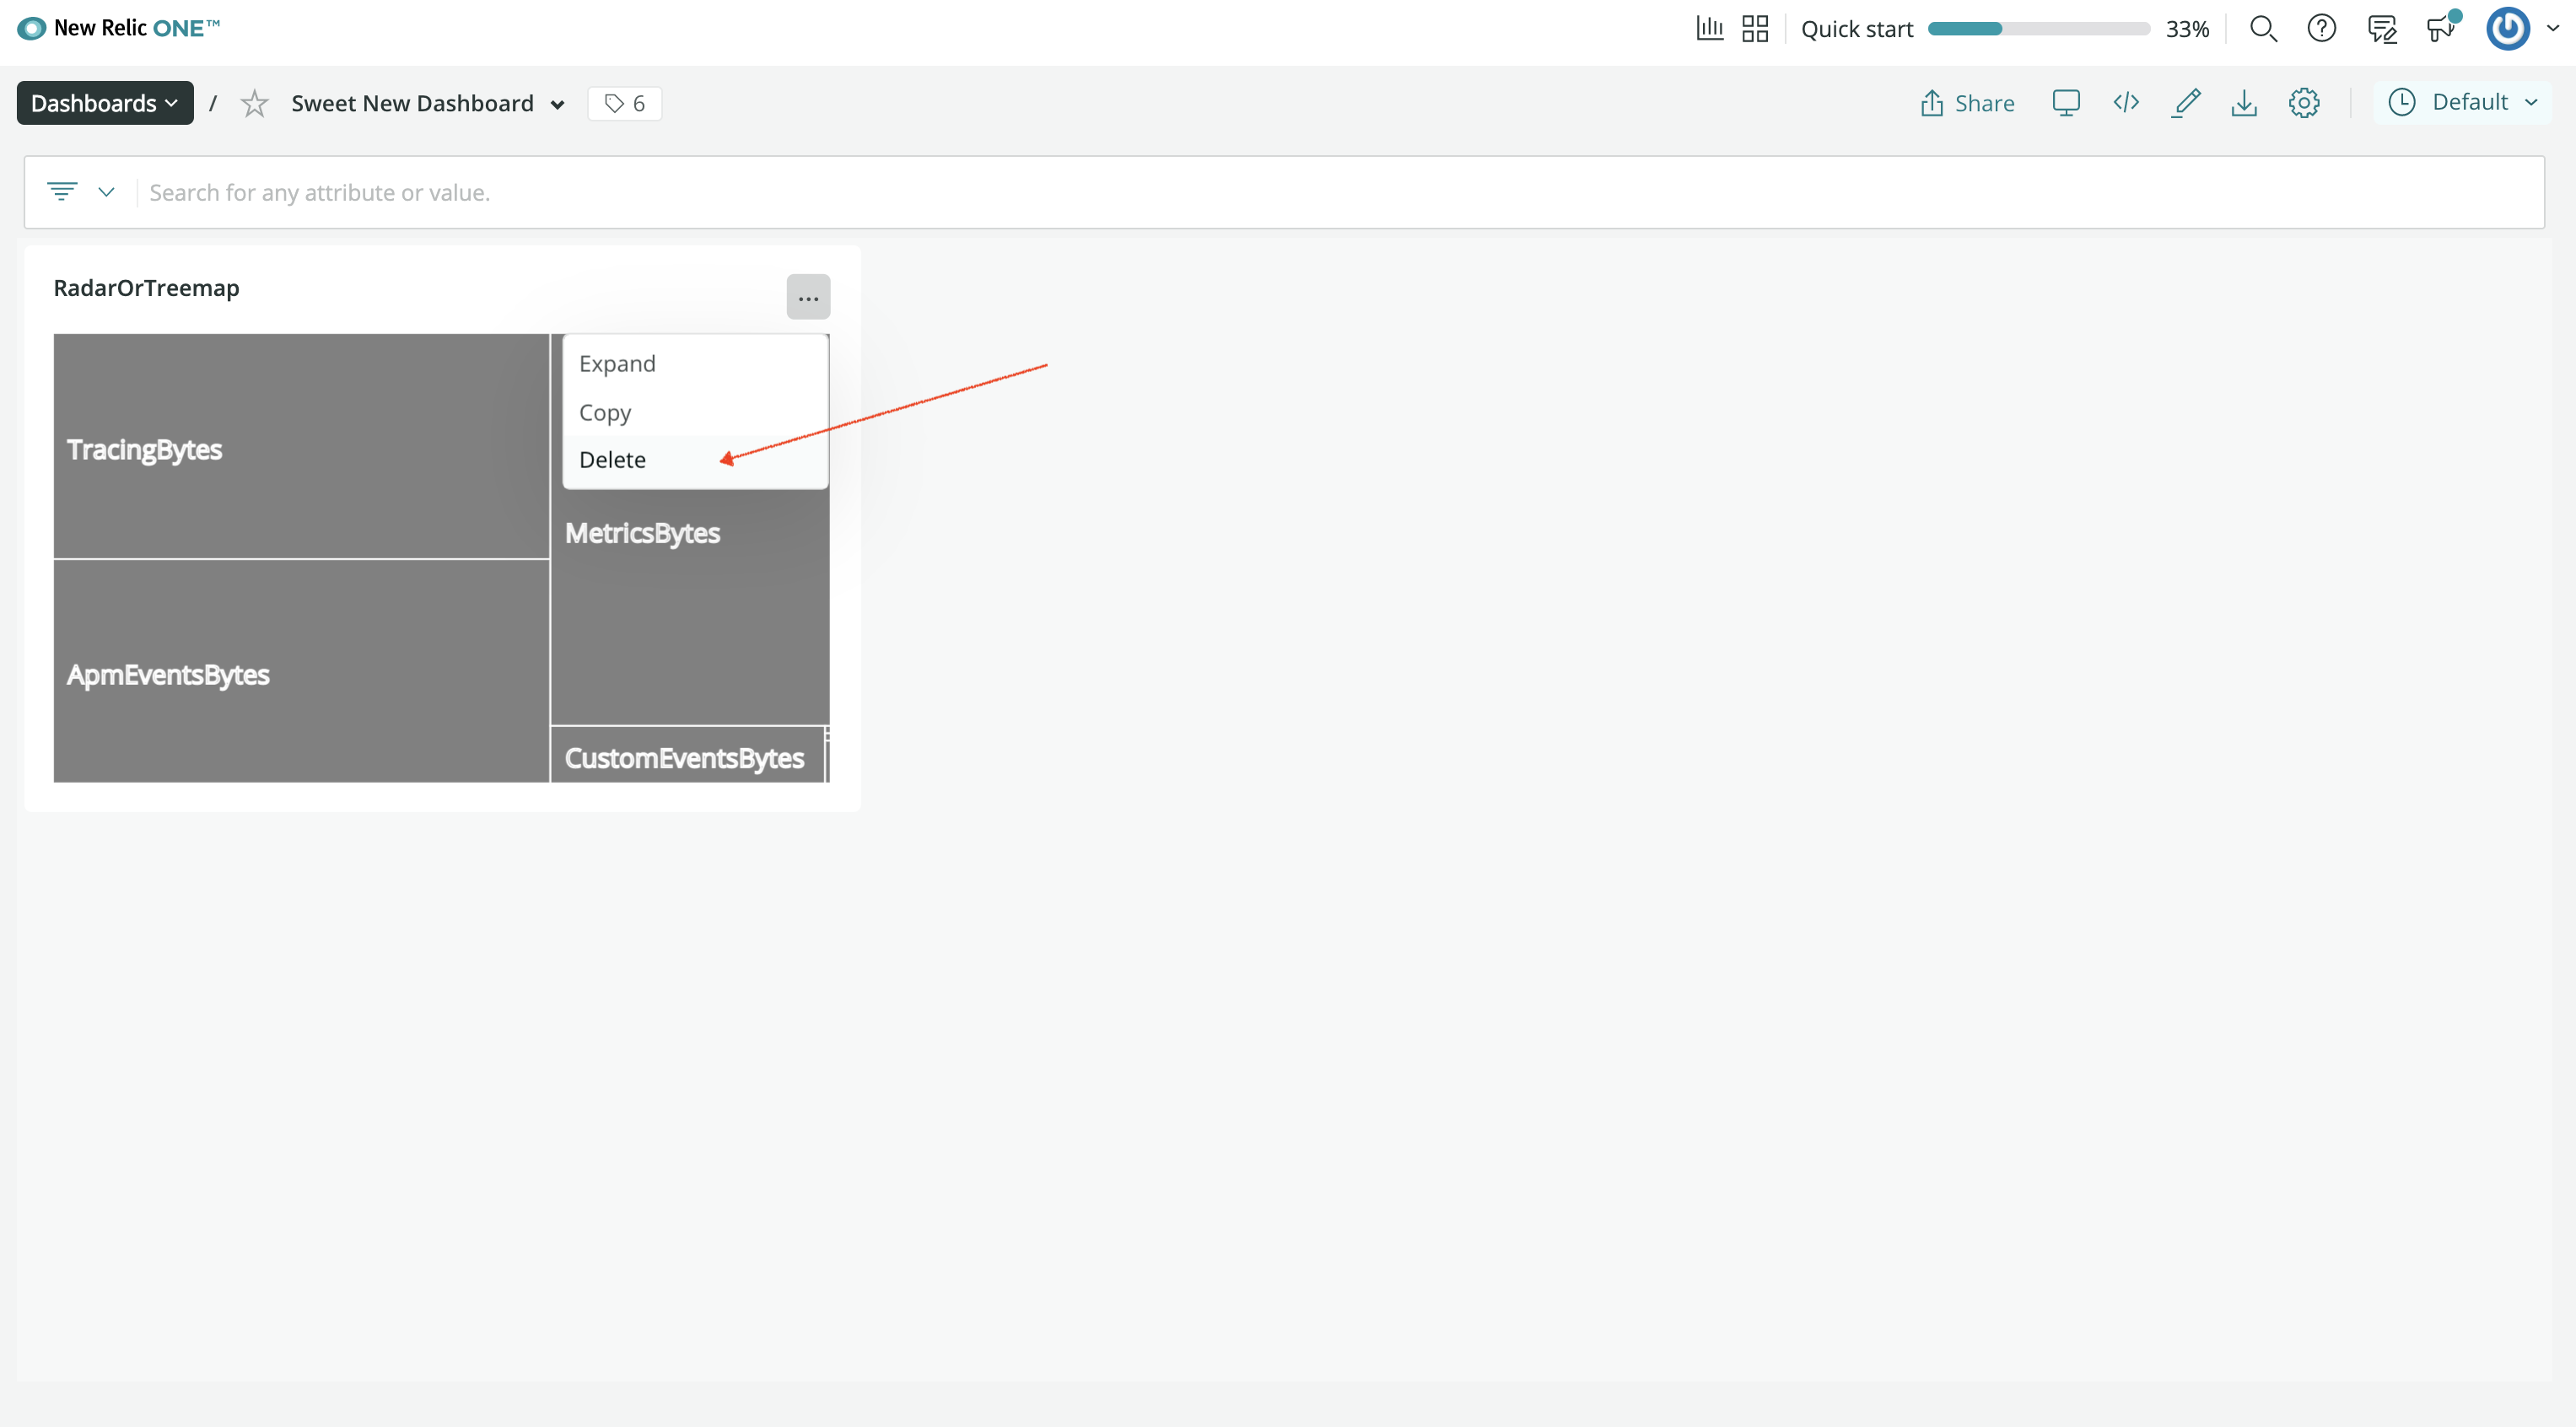 New Relic ONE™
Quick start 33%
Dashboards / Sweet New Dashboard 6
Share
Default
Search for any attribute or value.
RadarOrTreemap
...
Expand
Copy
Delete
TracingBytes
MetricsBytes
ApmEventsBytes
CustomEventsBytes